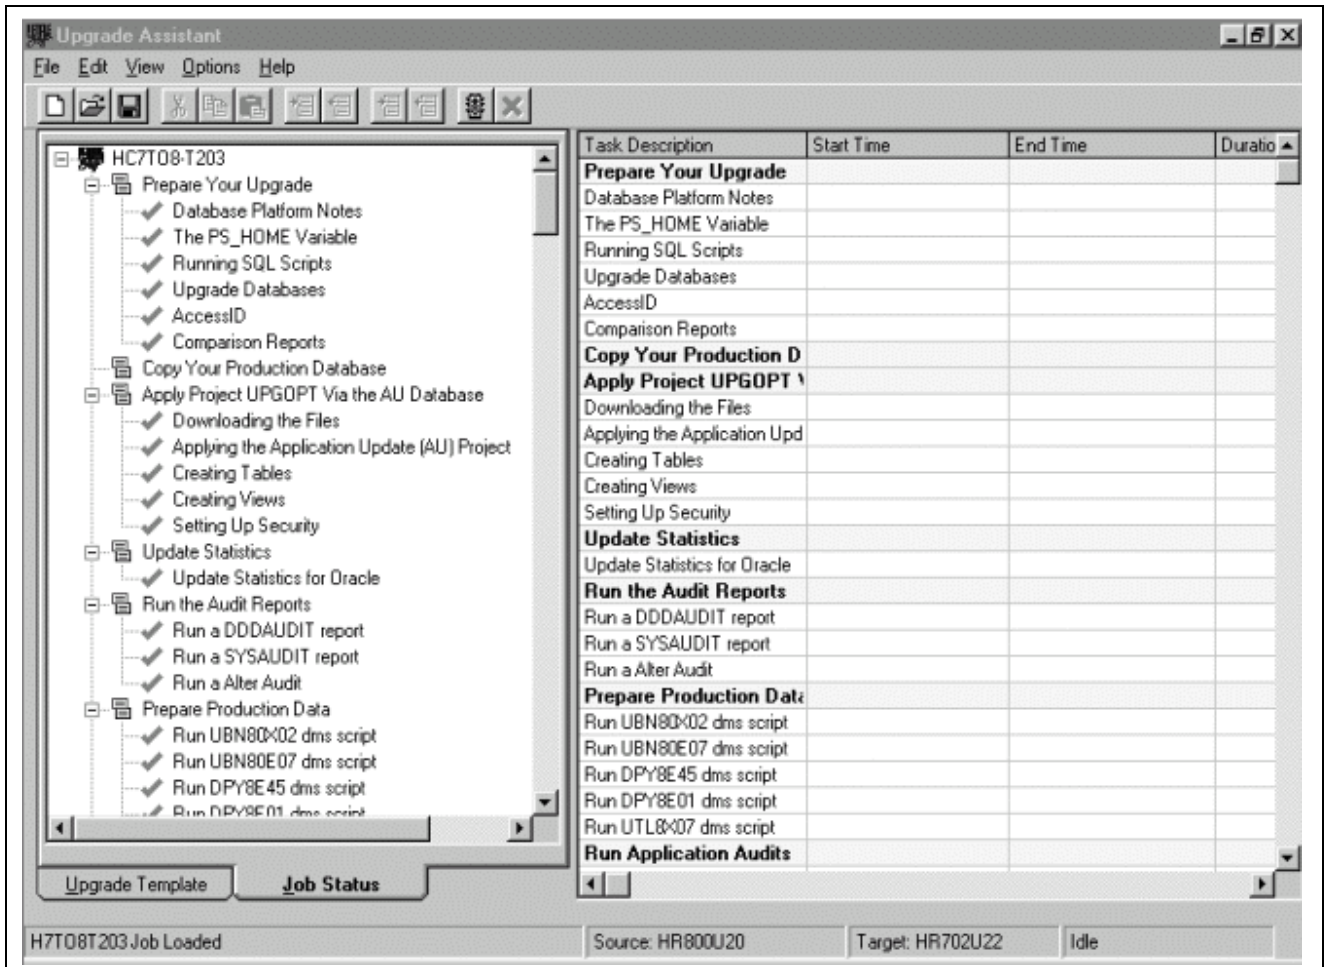 Upgrade Assistant
File Edit View Options Help
HC7TO8-T203
Prepare Your Upgrade
Database Platform Notes
The PS_HOME Variable
Running SQL Scripts
Upgrade Databases
AccessID
Comparison Reports
Copy Your Production Database
Apply Project UPGOPT Via the AU Database
Downloading the Files
Applying the Application Update (AU) Project
Creating Tables
Creating Views
Setting Up Security
Update Statistics
Update Statistics for Oracle
Run the Audit Reports
Run a DDDAUDIT report
Run a SYSAUDIT report
Run a Alter Audit
Prepare Production Data
Run UBN80X02 dms script
Run UBN80E07 dms script
Run DPY8E45 dms script
Run DPY8E01 dms script
Upgrade Template
Job Status
Task Description Start Time End Time Duratio
Prepare Your Upgrade
Database Platform Notes
The PS_HOME Variable
Running SQL Scripts
Upgrade Databases
AccessID
Comparison Reports
Copy Your Production D
Apply Project UPGOPT V
Downloading the Files
Applying the Application Upd
Creating Tables
Creating Views
Setting Up Security
Update Statistics
Update Statistics for Oracle
Run the Audit Reports
Run a DDDAUDIT report
Run a SYSAUDIT report
Run a Alter Audit
Prepare Production Data
Run UBN80X02 dms script
Run UBN80E07 dms script
Run DPY8E45 dms script
Run DPY8E01 dms script
Run UTL8X07 dms script
Run Application Audits
H7TO8T203 Job Loaded
Source: HR800U20
Target: HR702U22
Idle